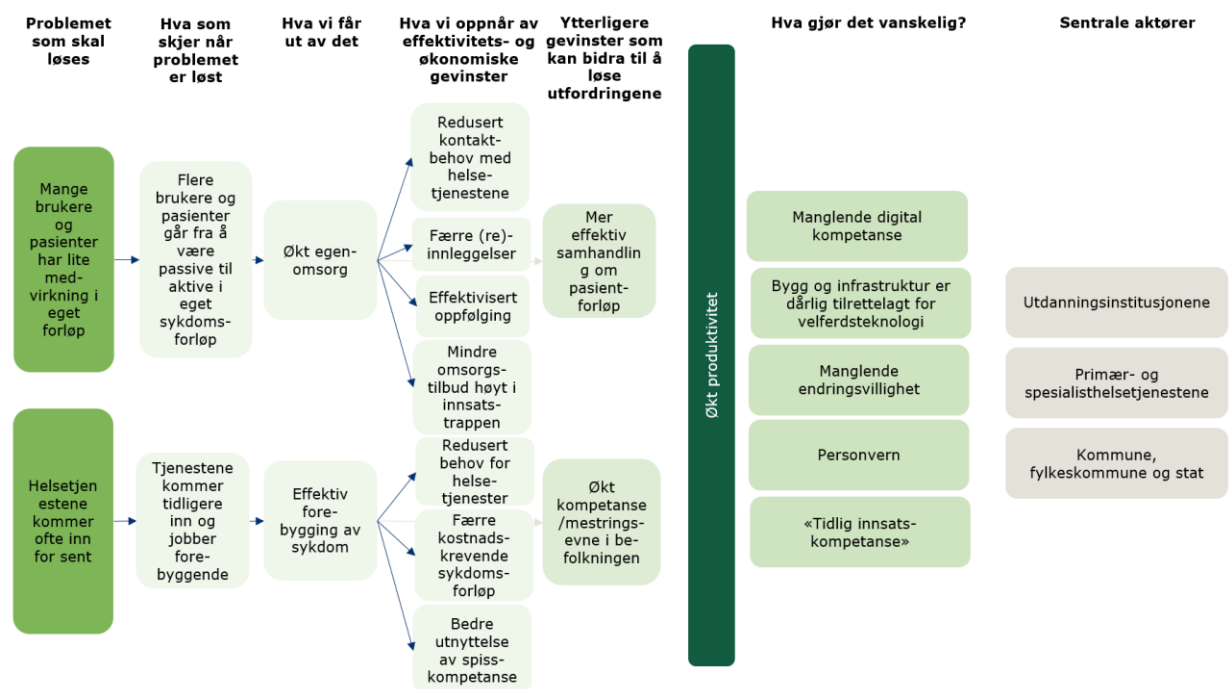 Problemet
som skal
løses
Hva som
skjer når
problemet
er løst
Hva vi får
ut av det
Hva vi oppnår av
effektivitets- og
økonomiske
gevinster
Ytterligere
gevinster som
kan bidra til å
løse
utfordringene
Hva gjør det vanskelig?
Sentrale aktører
Mange
brukere
og
pasienter
har lite
med-
virkning i
eget
forløp
Flere
brukere og
pasienter
går fra å
være
passive til
aktive i
eget
sykdoms-
forløp
Økt egen-
omsorg
Redusert
kontakt-
behov med
helse-
tjenestene
Færre (re)-
innleggelser
Effektivisert
oppfølging
Mindre
omsorgs-
tilbud høyt i
innsats-
trappen
Mer
effektiv
samhandlin
g om
pasient-
forløp
Helsetjen
estene
kommer
ofte inn
for sent
Tjenestene
kommer
tidligere
inn og
jobber
fore-
byggende
Effektiv
fore-
bygging av
sykdom
Redusert
behov for
helse-
tjenester
Færre
kostnads-
krevende
sykdoms-
forløp
Bedre
utnyttelse
av spiss-
kompetanse
Økt
kompetanse
/mestrings-
evne i be-
folkningen
Økt produktivitet
Manglende digital
kompetanse
Bygg og infrastruktur er
dårlig tilrettelagt for
velferdsteknologi
Manglende
endringsvillighet
Personvern
«Tidlig innsats-
kompetanse»
Utdanningsinstitusjonene
Primær- og
spesialisthelsetjenestene
Kommune,
fylkeskommune og stat